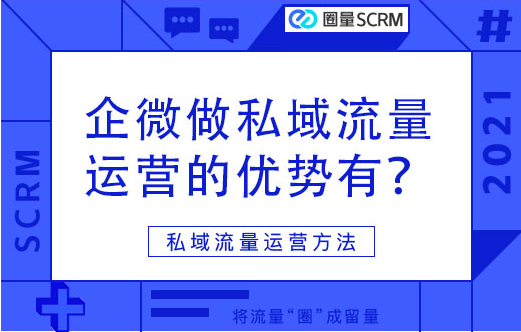 圈量SCRM
#
企微做私域流量
运营的优势有？
私域流量运营方法
SCRM
2021
将流量“圈”成留量